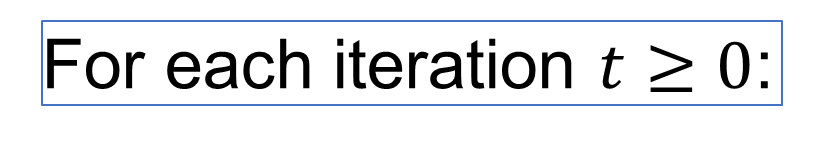 For each iteration 𝑡 ≥ 0: